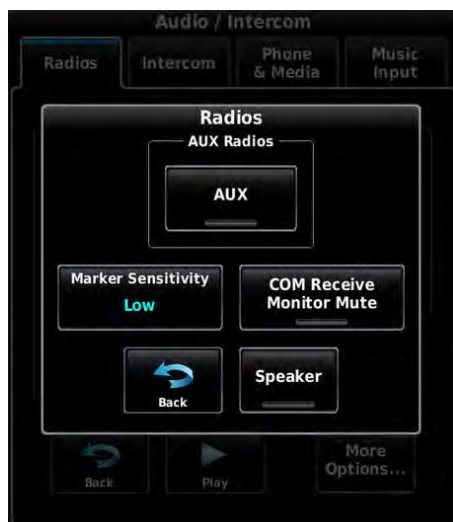 Audio / Intercom
Radios
Intercom
Phone
& Media
Music
Input
Radios
AUX Radios
AUX
Marker Sensitivity
Low
COM Receive
Monitor Mute
Back
Speaker
Back
Play
More
Options...